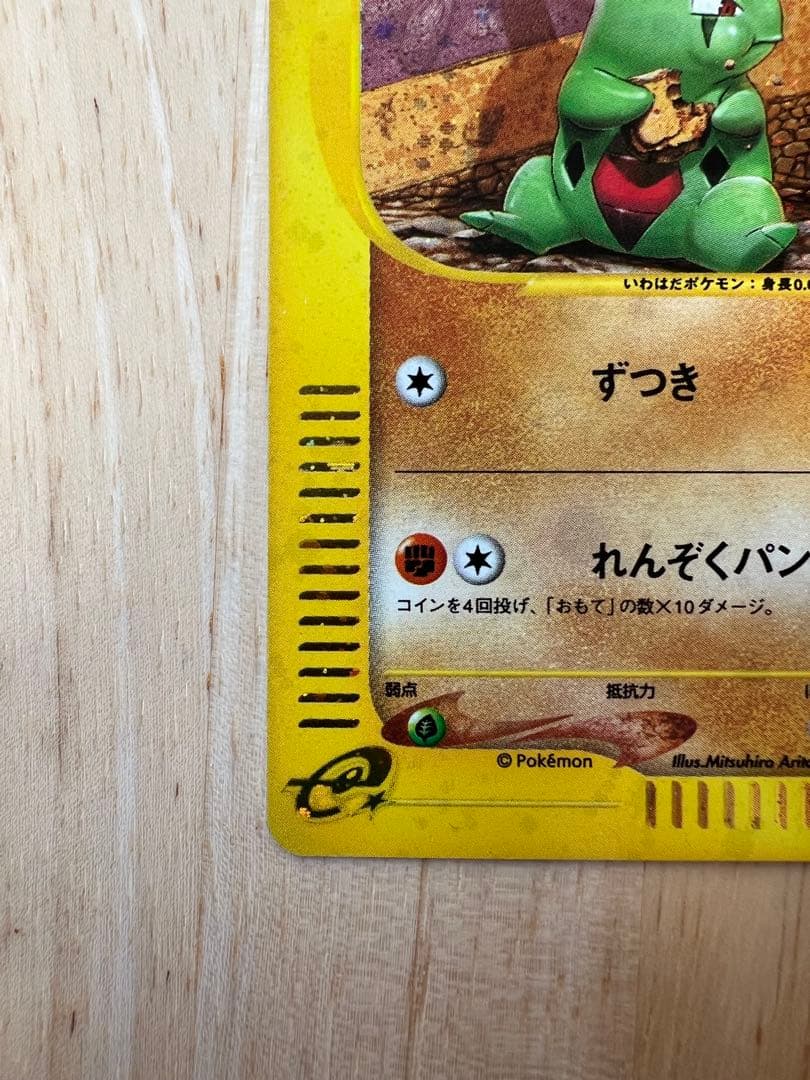 いわはだポケモン：身長0.
ずつき
れんぞくパン
コインを4回投げ、「おもて」の数×10ダメージ。
弱点
抵抗力
© Pokémon
Illus. Mitsuhiro Arit
e